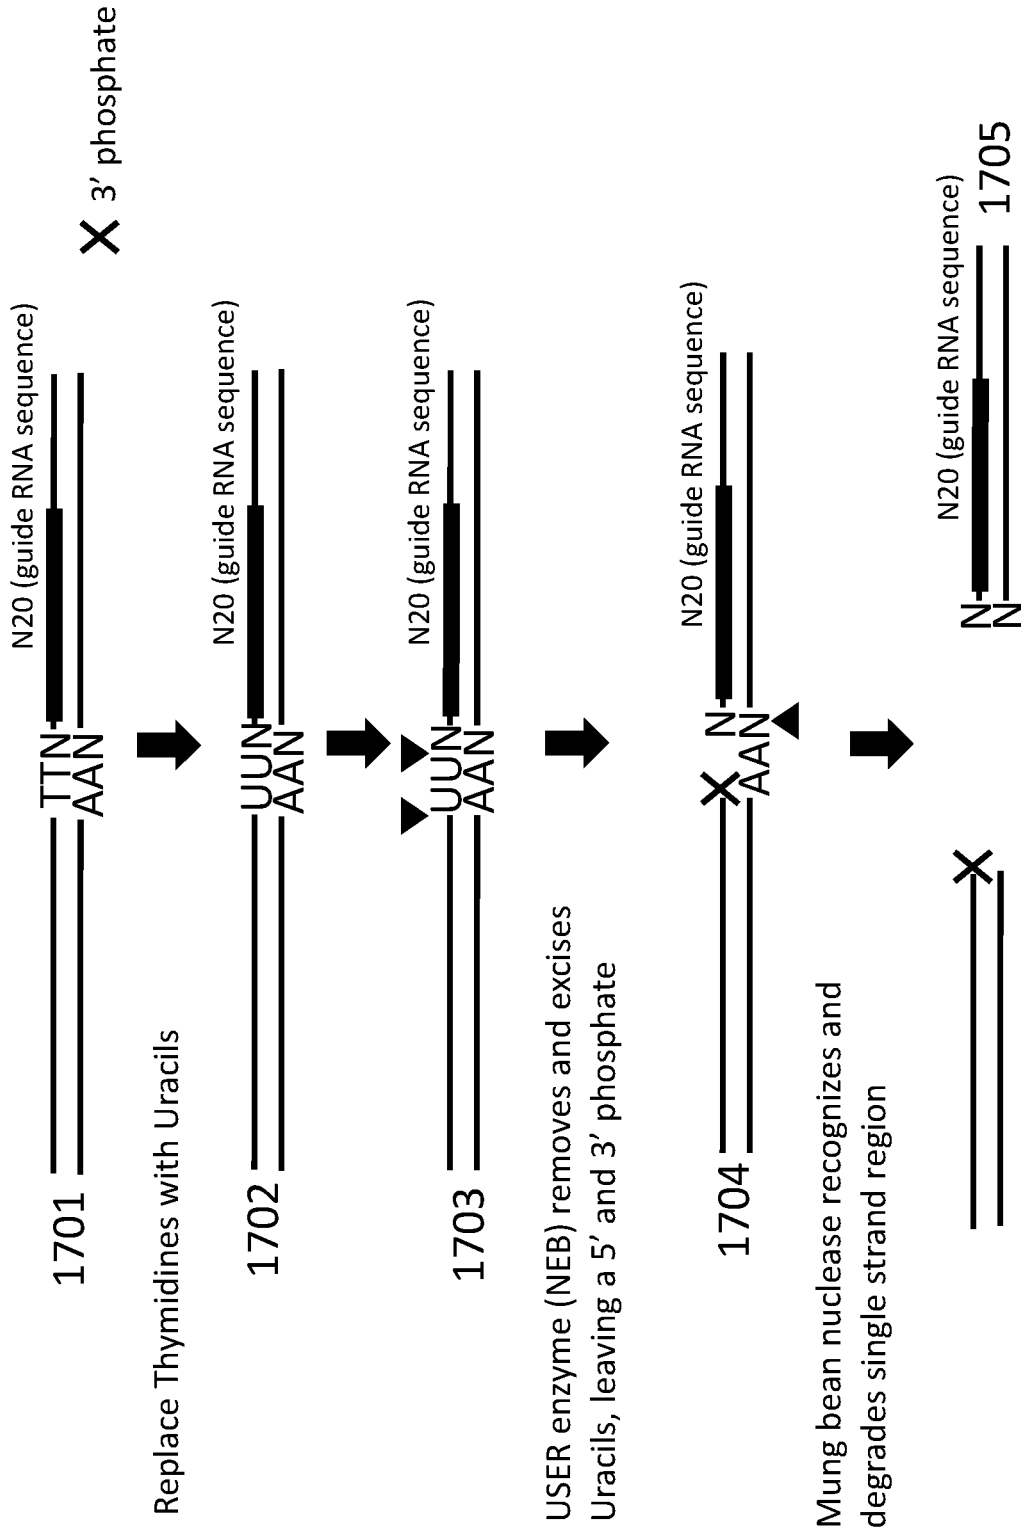 N20 (guide RNA sequence)
1701
TTN
AAN
X 3' phosphate
Replace Thymidines with Uracils
N20 (guide RNA sequence)
1702
UUN
AAN
N20 (guide RNA sequence)
1703
UUN
AAN
USER enzyme (NEB) removes and excises
Uracils, leaving a 5' and 3' phosphate
N20 (guide RNA sequence)
1704
X N
AAN
Mung bean nuclease recognizes and
degrades single strand region
N20 (guide RNA sequence)
X N
N
1705